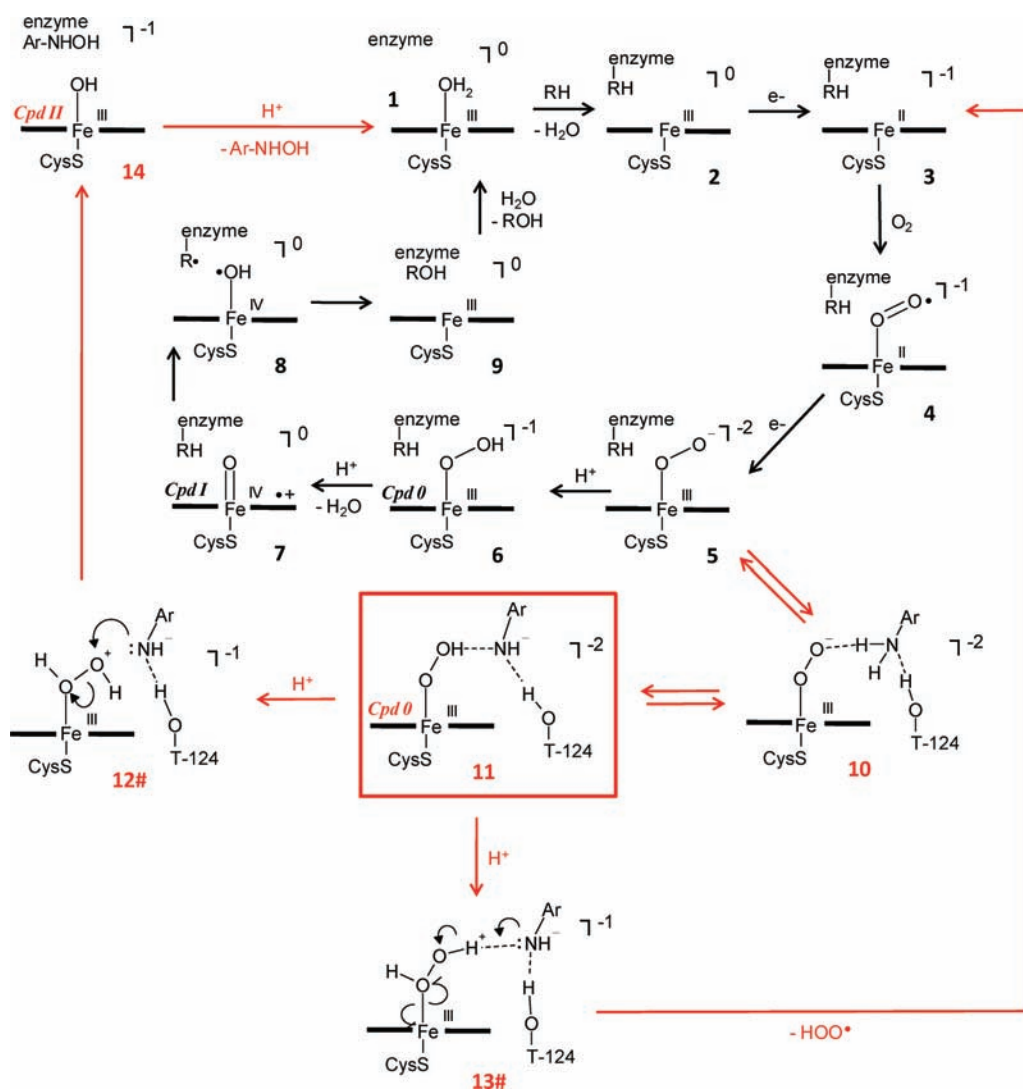 enzyme
Ar-NHOH
⌝-1
OH
Cpd II
III
Fe
CysS
14
H⁺
- Ar-NHOH
enzyme
⌝0
1
OH₂
III
Fe
CysS
RH
- H₂O
enzyme
RH
⌝0
III
Fe
CysS
2
e-
enzyme
RH
⌝-1
II
Fe
CysS
3
O₂
H₂O
- ROH
enzyme
R•
⌝0
•OH
IV
Fe
CysS
8
enzyme
ROH
⌝0
III
Fe
CysS
9
enzyme
RH
⌝-1
O
O•
II
Fe
CysS
4
e-
enzyme
RH
⌝0
O
Cpd I
IV
•+
Fe
CysS
7
H⁺
- H₂O
enzyme
RH
⌝-1
OH
O
Cpd 0
III
Fe
CysS
6
H⁺
enzyme
RH
⌝-2
O⁻
O
III
Fe
CysS
5
Ar
⌝-1
H
O⁺
:NH⁻
O
H
H
O
III
Fe
CysS
T-124
12#
H⁺
Ar
⌝-2
OH
NH⁻
O
H
O
Cpd 0
III
Fe
CysS
T-124
11
Ar
⌝-2
O⁻
H
N
H
O
H
O
III
Fe
CysS
T-124
10
H⁺
Ar
⌝-1
O
H⁺
:NH⁻
H
O
H
O
III
Fe
CysS
T-124
13#
- HOO•